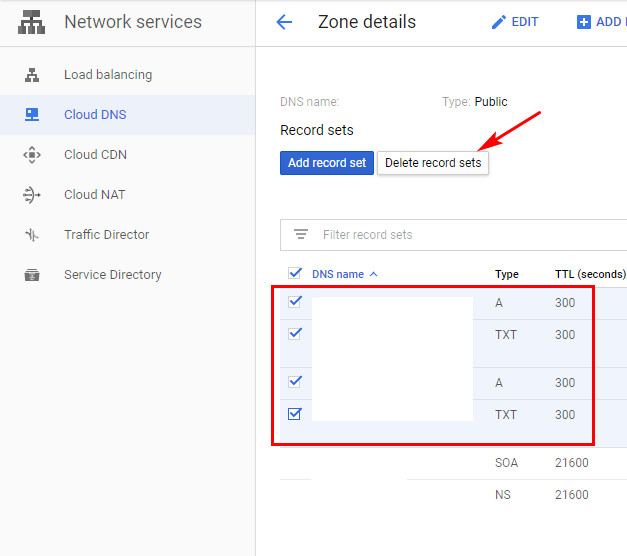 Network services
Zone details
EDIT
ADD
Load balancing
Cloud DNS
Cloud CDN
Cloud NAT
Traffic Director
Service Directory
DNS name:
Type: Public
Record sets
Add record set
Delete record sets
Filter record sets
DNS name Type TTL (seconds)
A 300
TXT 300
A 300
TXT 300
SOA 21600
NS 21600